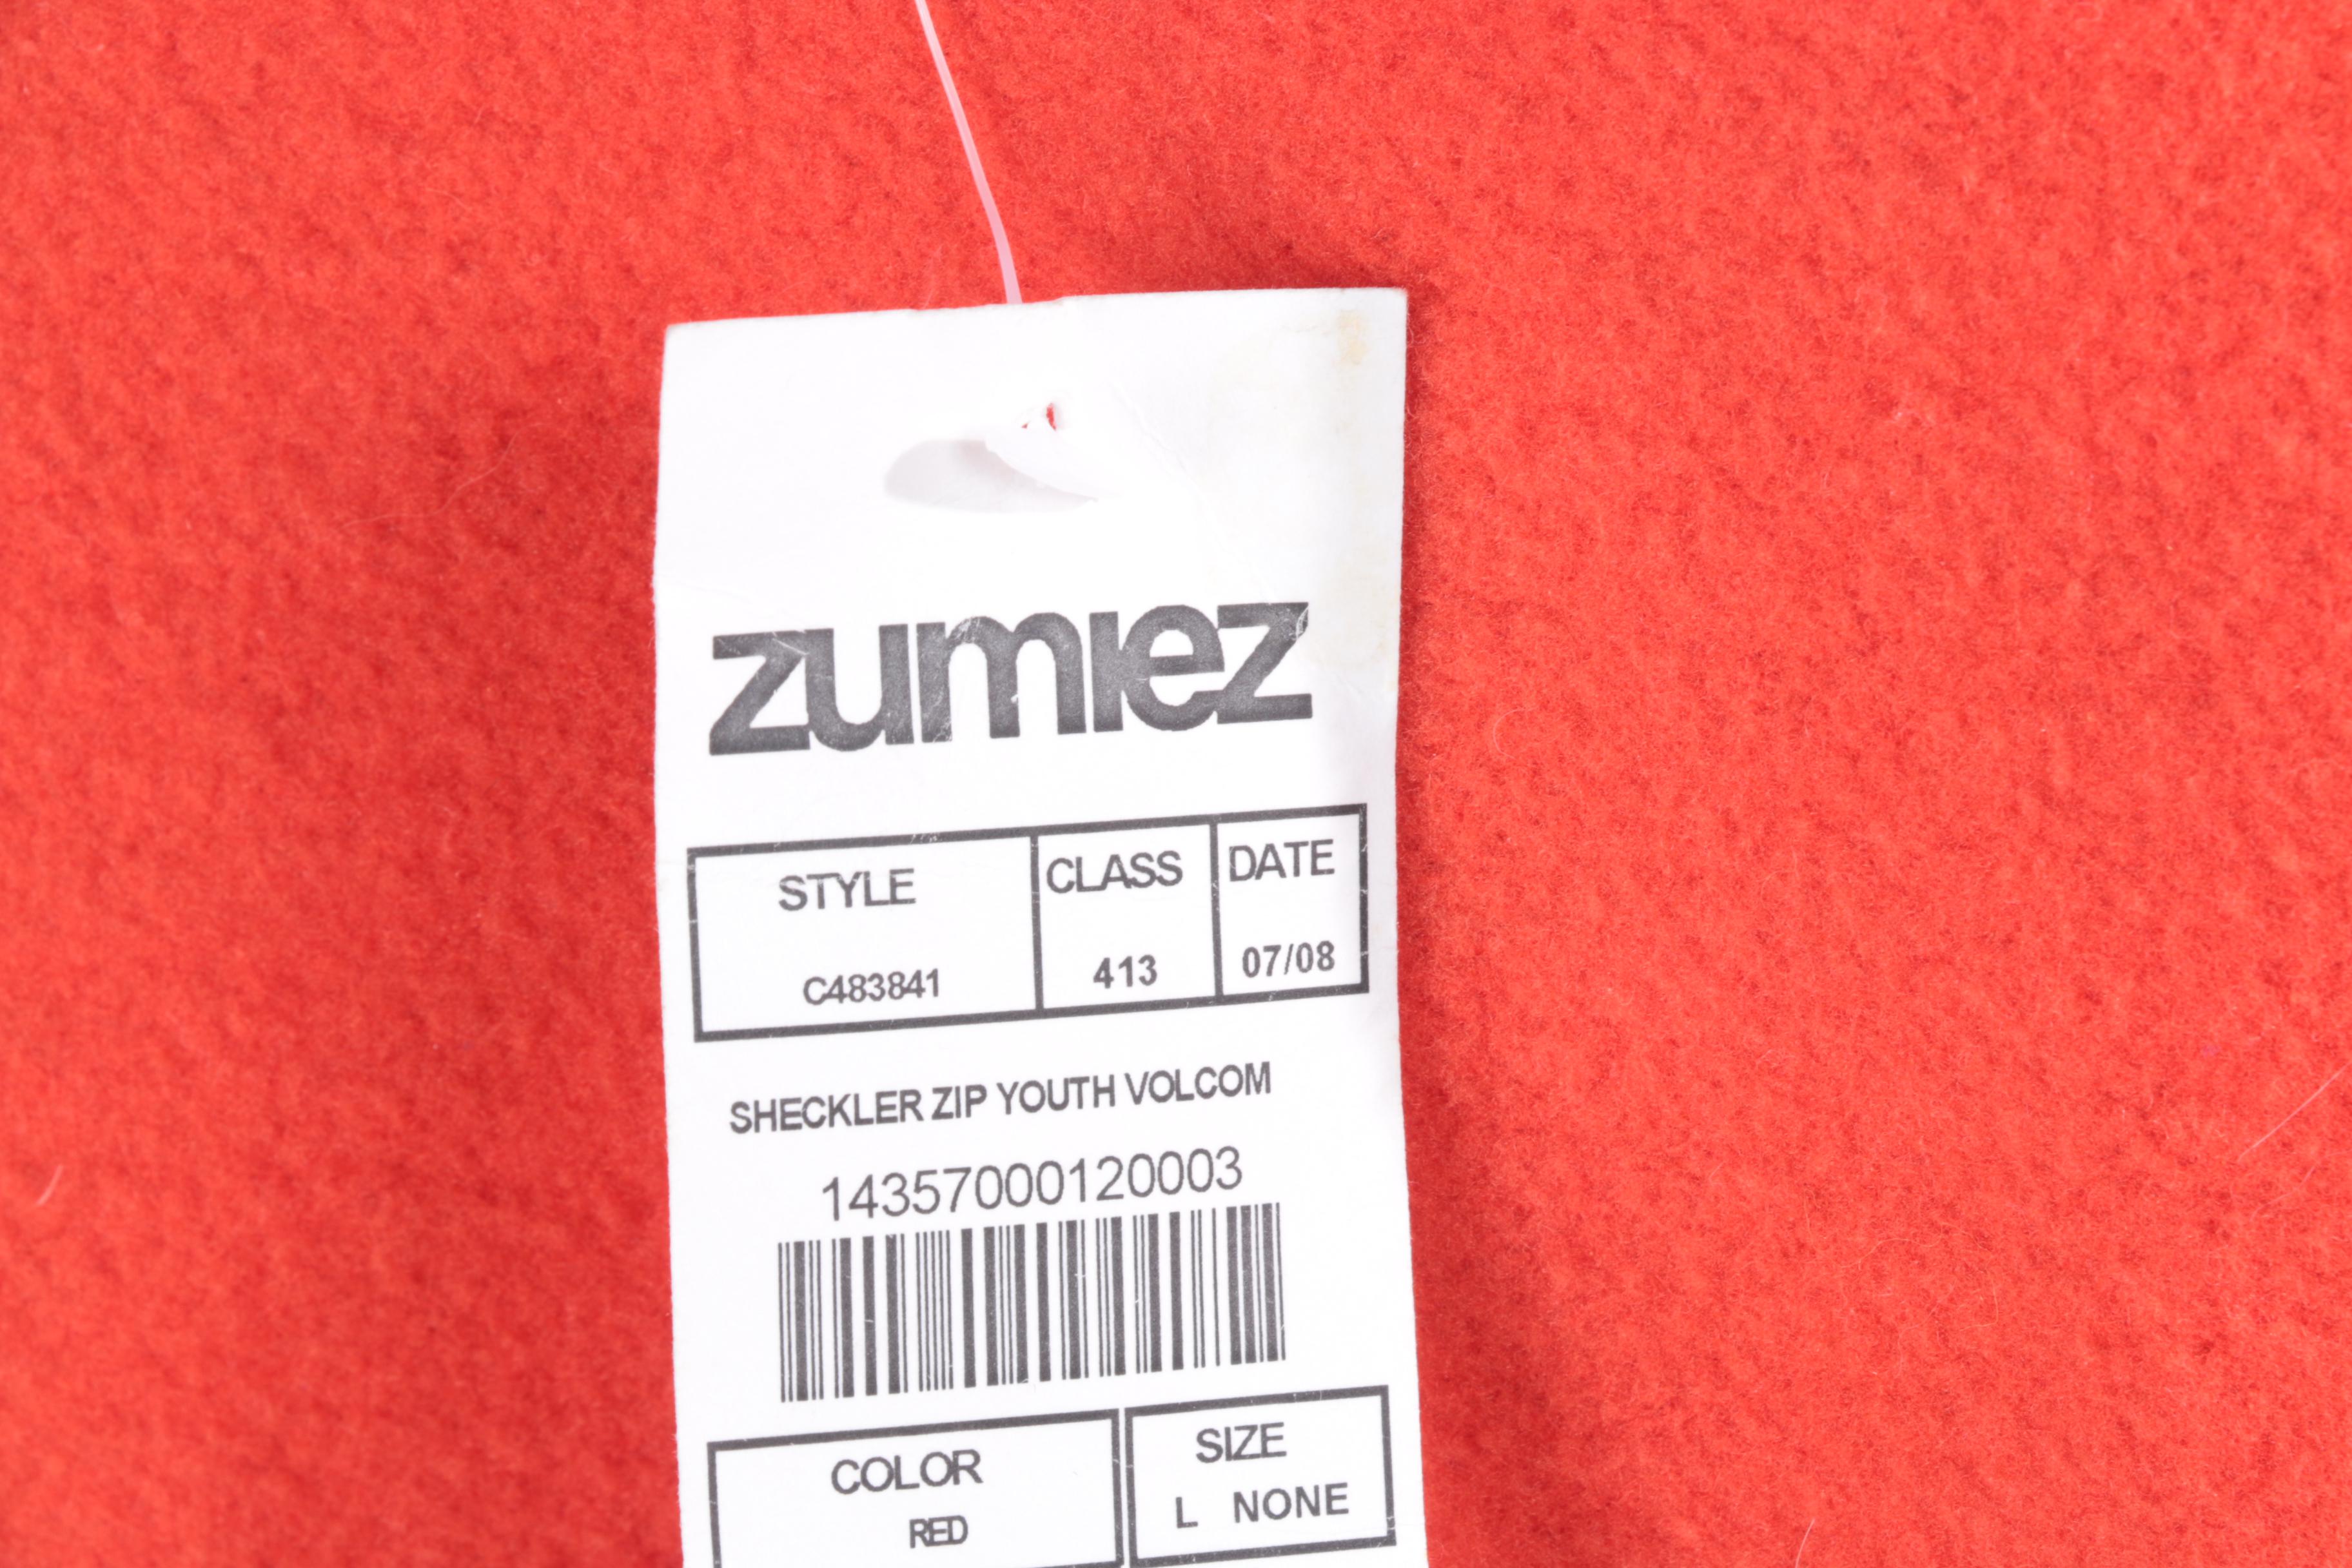 zumiez
STYLE CLASS DATE
C483841 413 07/08
SHECKLER ZIP YOUTH VOLCOM
14357000120003
COLOR SIZE
RED L NONE